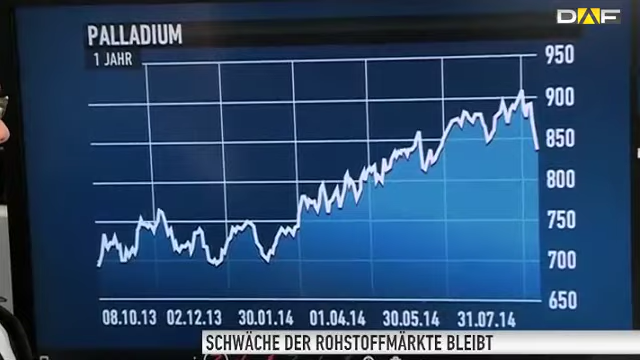 DAF
PALLADIUM
1 JAHR
950
900
850
800
750
700
650
08.10.13 02.12.13 30.01.14 01.04.14 30.05.14 31.07.14
SCHWÄCHE DER ROHSTOFFMÄRKTE BLEIBT